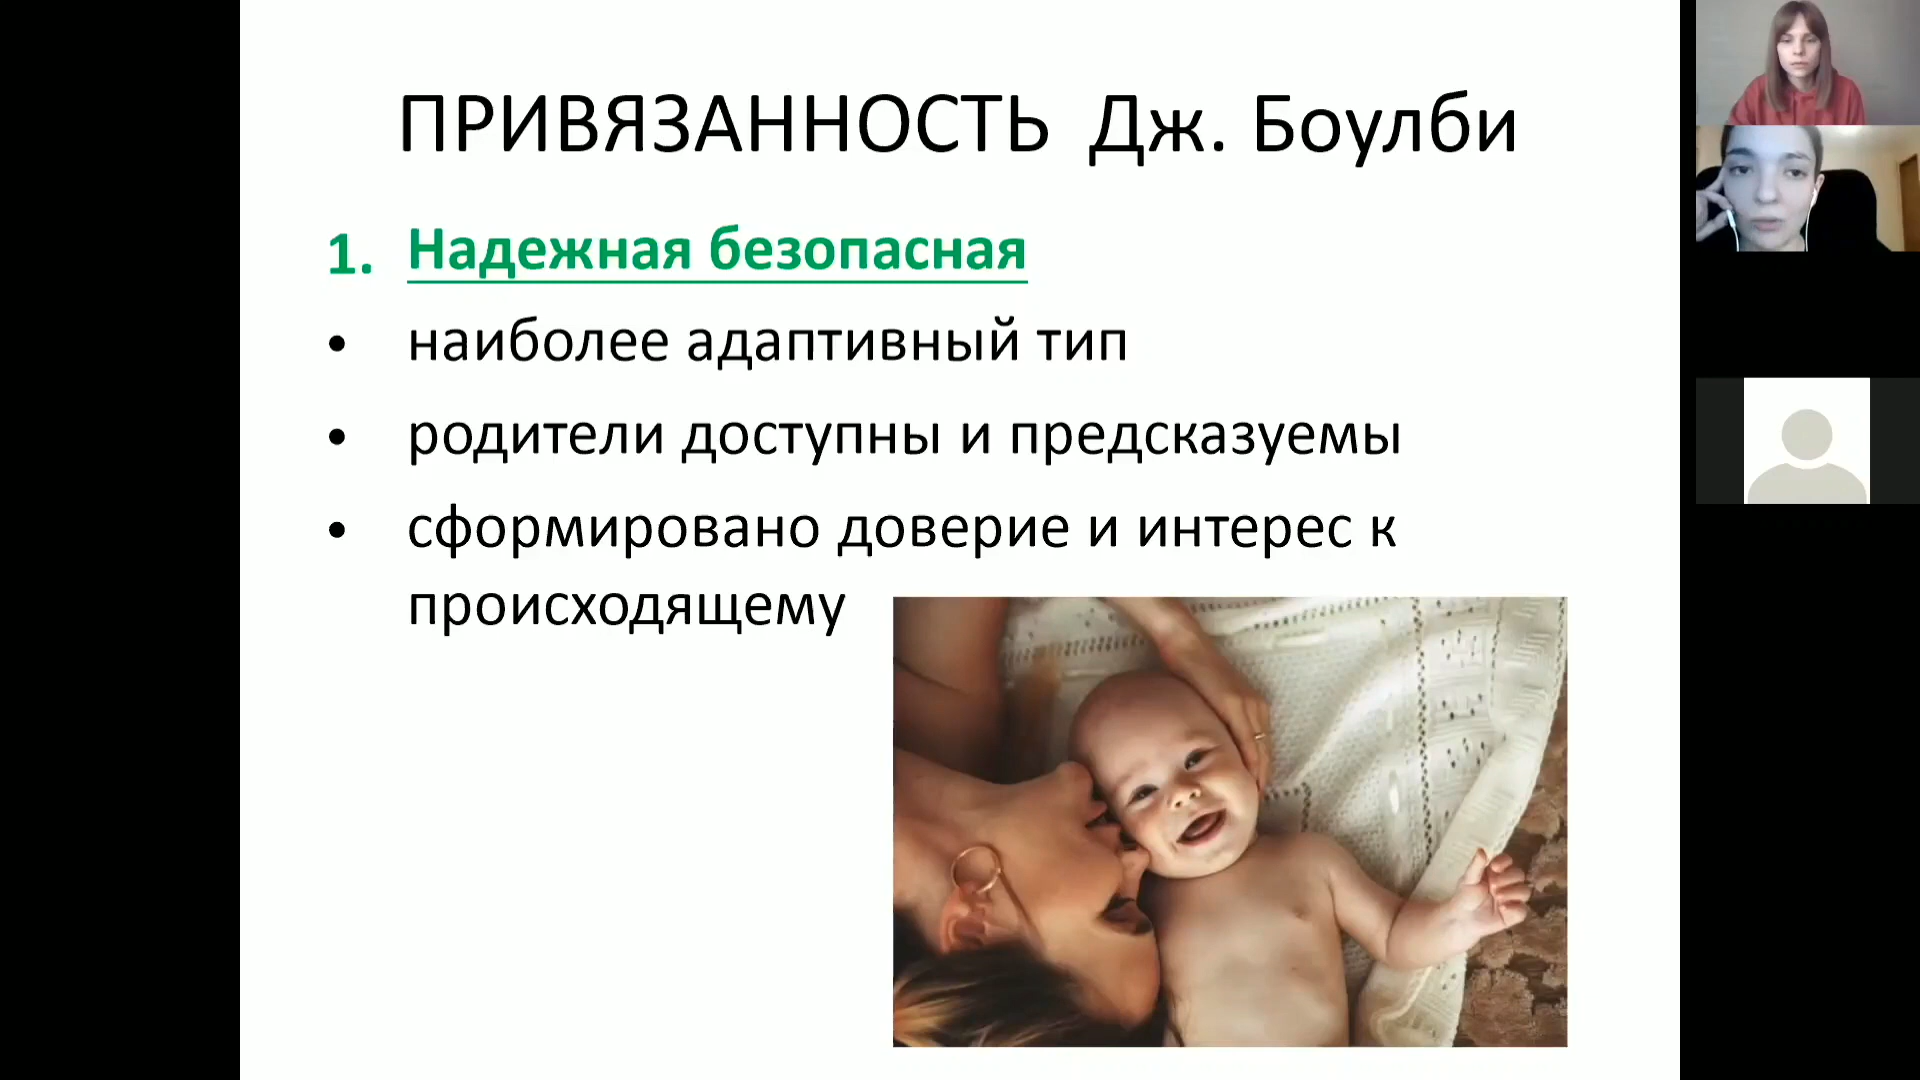 ПРИВЯЗАННОСТЬ Дж. Боулби
1. Надежная безопасная
• наиболее адаптивный тип
• родители доступны и предсказуемы
• сформировано доверие и интерес к
происходящему